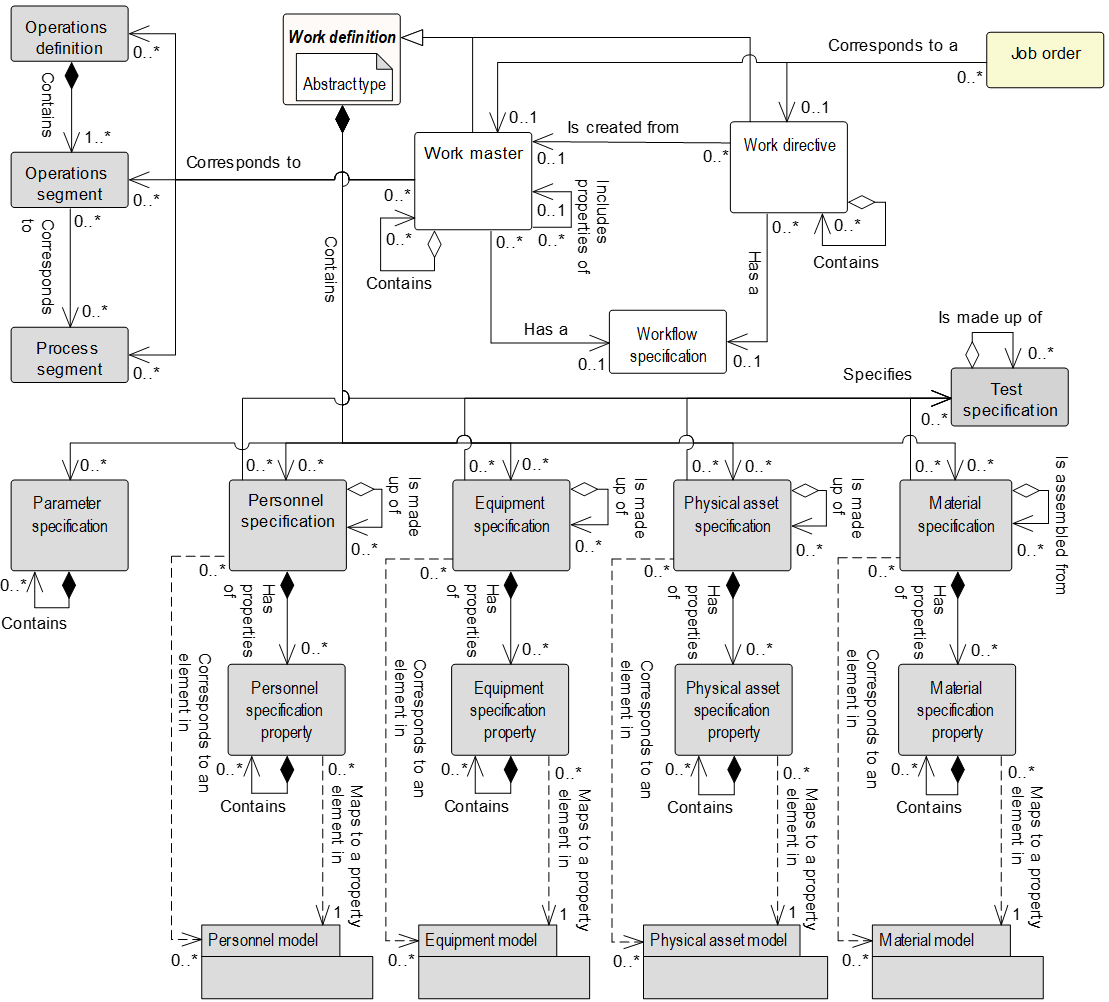 Operations
definition
0..*
Contains
1..*
Operations
segment
0..*
0..*
Corresponds
to
0..*
Process
segment
0..*
Corresponds to
Work definition
Abstract type
Contains
Corresponds to a
0..*
Job order
0..1
0..1
Is created from
0..1
0..*
Work master
0..*
0..*
Contains
0..1
0..*
Includes
properties of
0..*
Work directive
0..*
0..*
Contains
Has a
0..1
Has a
0..1
Workflow
specification
Is made up of
0..*
Specifies
0..*
Test
specification
0..*
Parameter
specification
0..*
Contains
0..*
0..*
Personnel
specification
Is made
up of
0..*
0..*
0..*
0..*
Equipment
specification
Is made
up of
0..*
0..*
0..*
0..*
Physical asset
specification
Is made
up of
0..*
0..*
0..*
0..*
Material
specification
Is assembled from
0..*
0..*
Has
properties
of
0..*
Has
properties
of
0..*
Has
properties
of
0..*
Has
properties
of
0..*
Corresponds to an
element in
Personnel
specification
property
0..*
Contains
0..*
Maps to a property
element in
1
Corresponds to an
element in
Equipment
specification
property
0..*
Contains
0..*
Maps to a property
element in
1
Corresponds to an
element in
Physical asset
specification
property
0..*
Contains
0..*
Maps to a property
element in
1
Corresponds to an
element in
Material
specification
property
0..*
Contains
0..*
Maps to a property
element in
1
Personnel model
0..*
Equipment model
0..*
Physical asset model
0..*
Material model
0..*